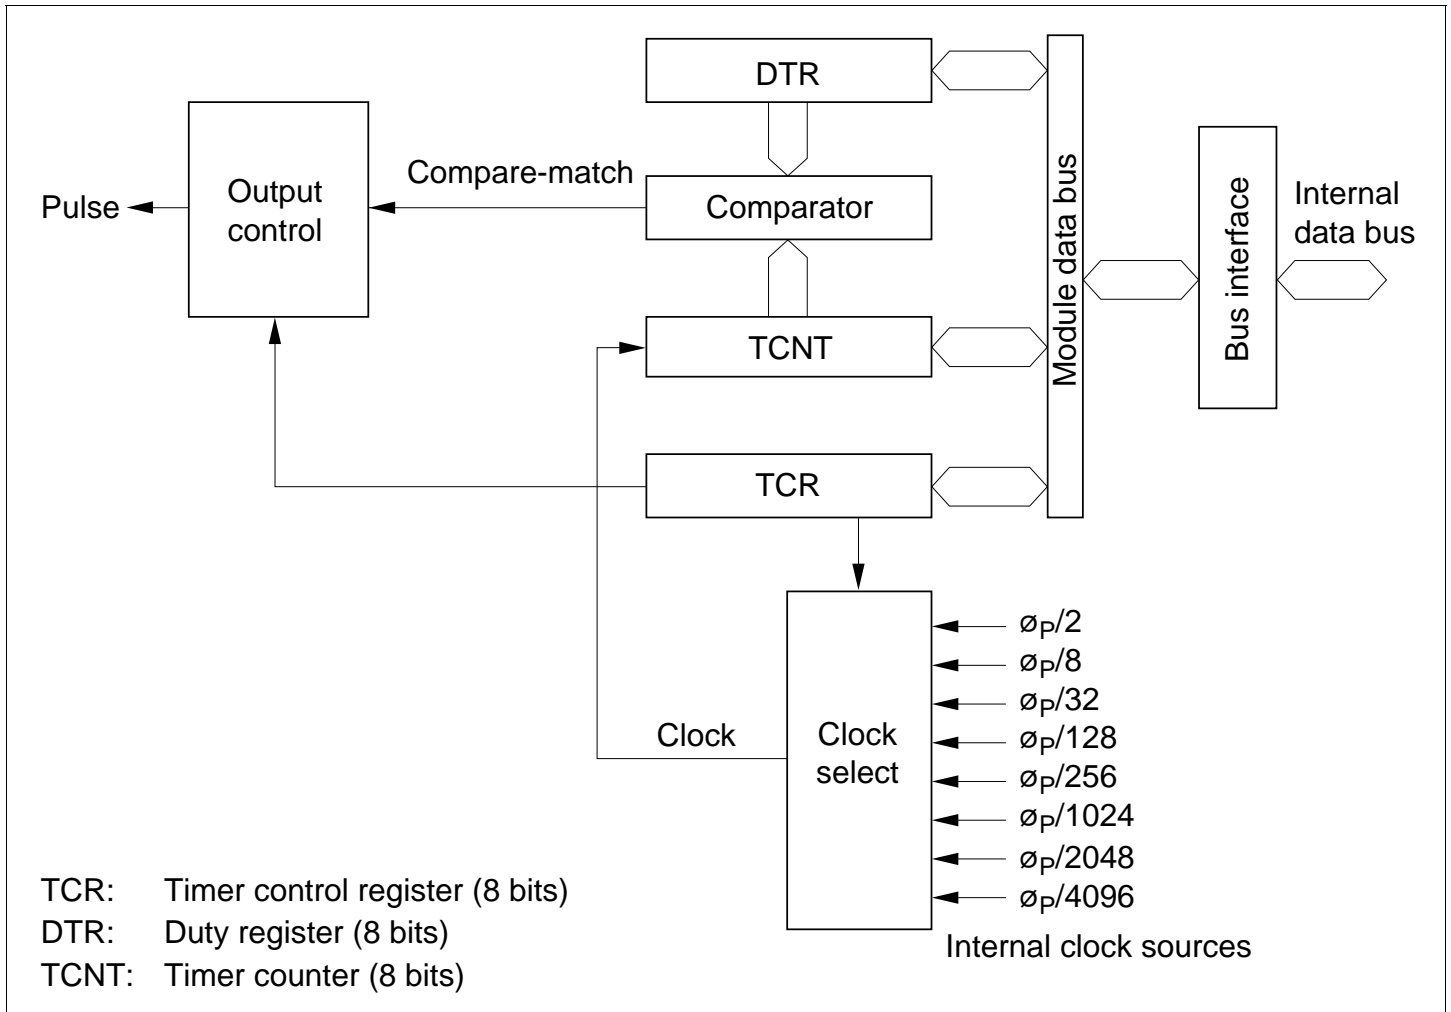 DTR
Compare-match
Output
control
Pulse
Comparator
Module data bus
Bus interface
Internal
data bus
TCNT
TCR
Clock
Clock
select
øP/2
øP/8
øP/32
øP/128
øP/256
øP/1024
øP/2048
øP/4096
Internal clock sources
TCR: Timer control register (8 bits)
DTR: Duty register (8 bits)
TCNT: Timer counter (8 bits)